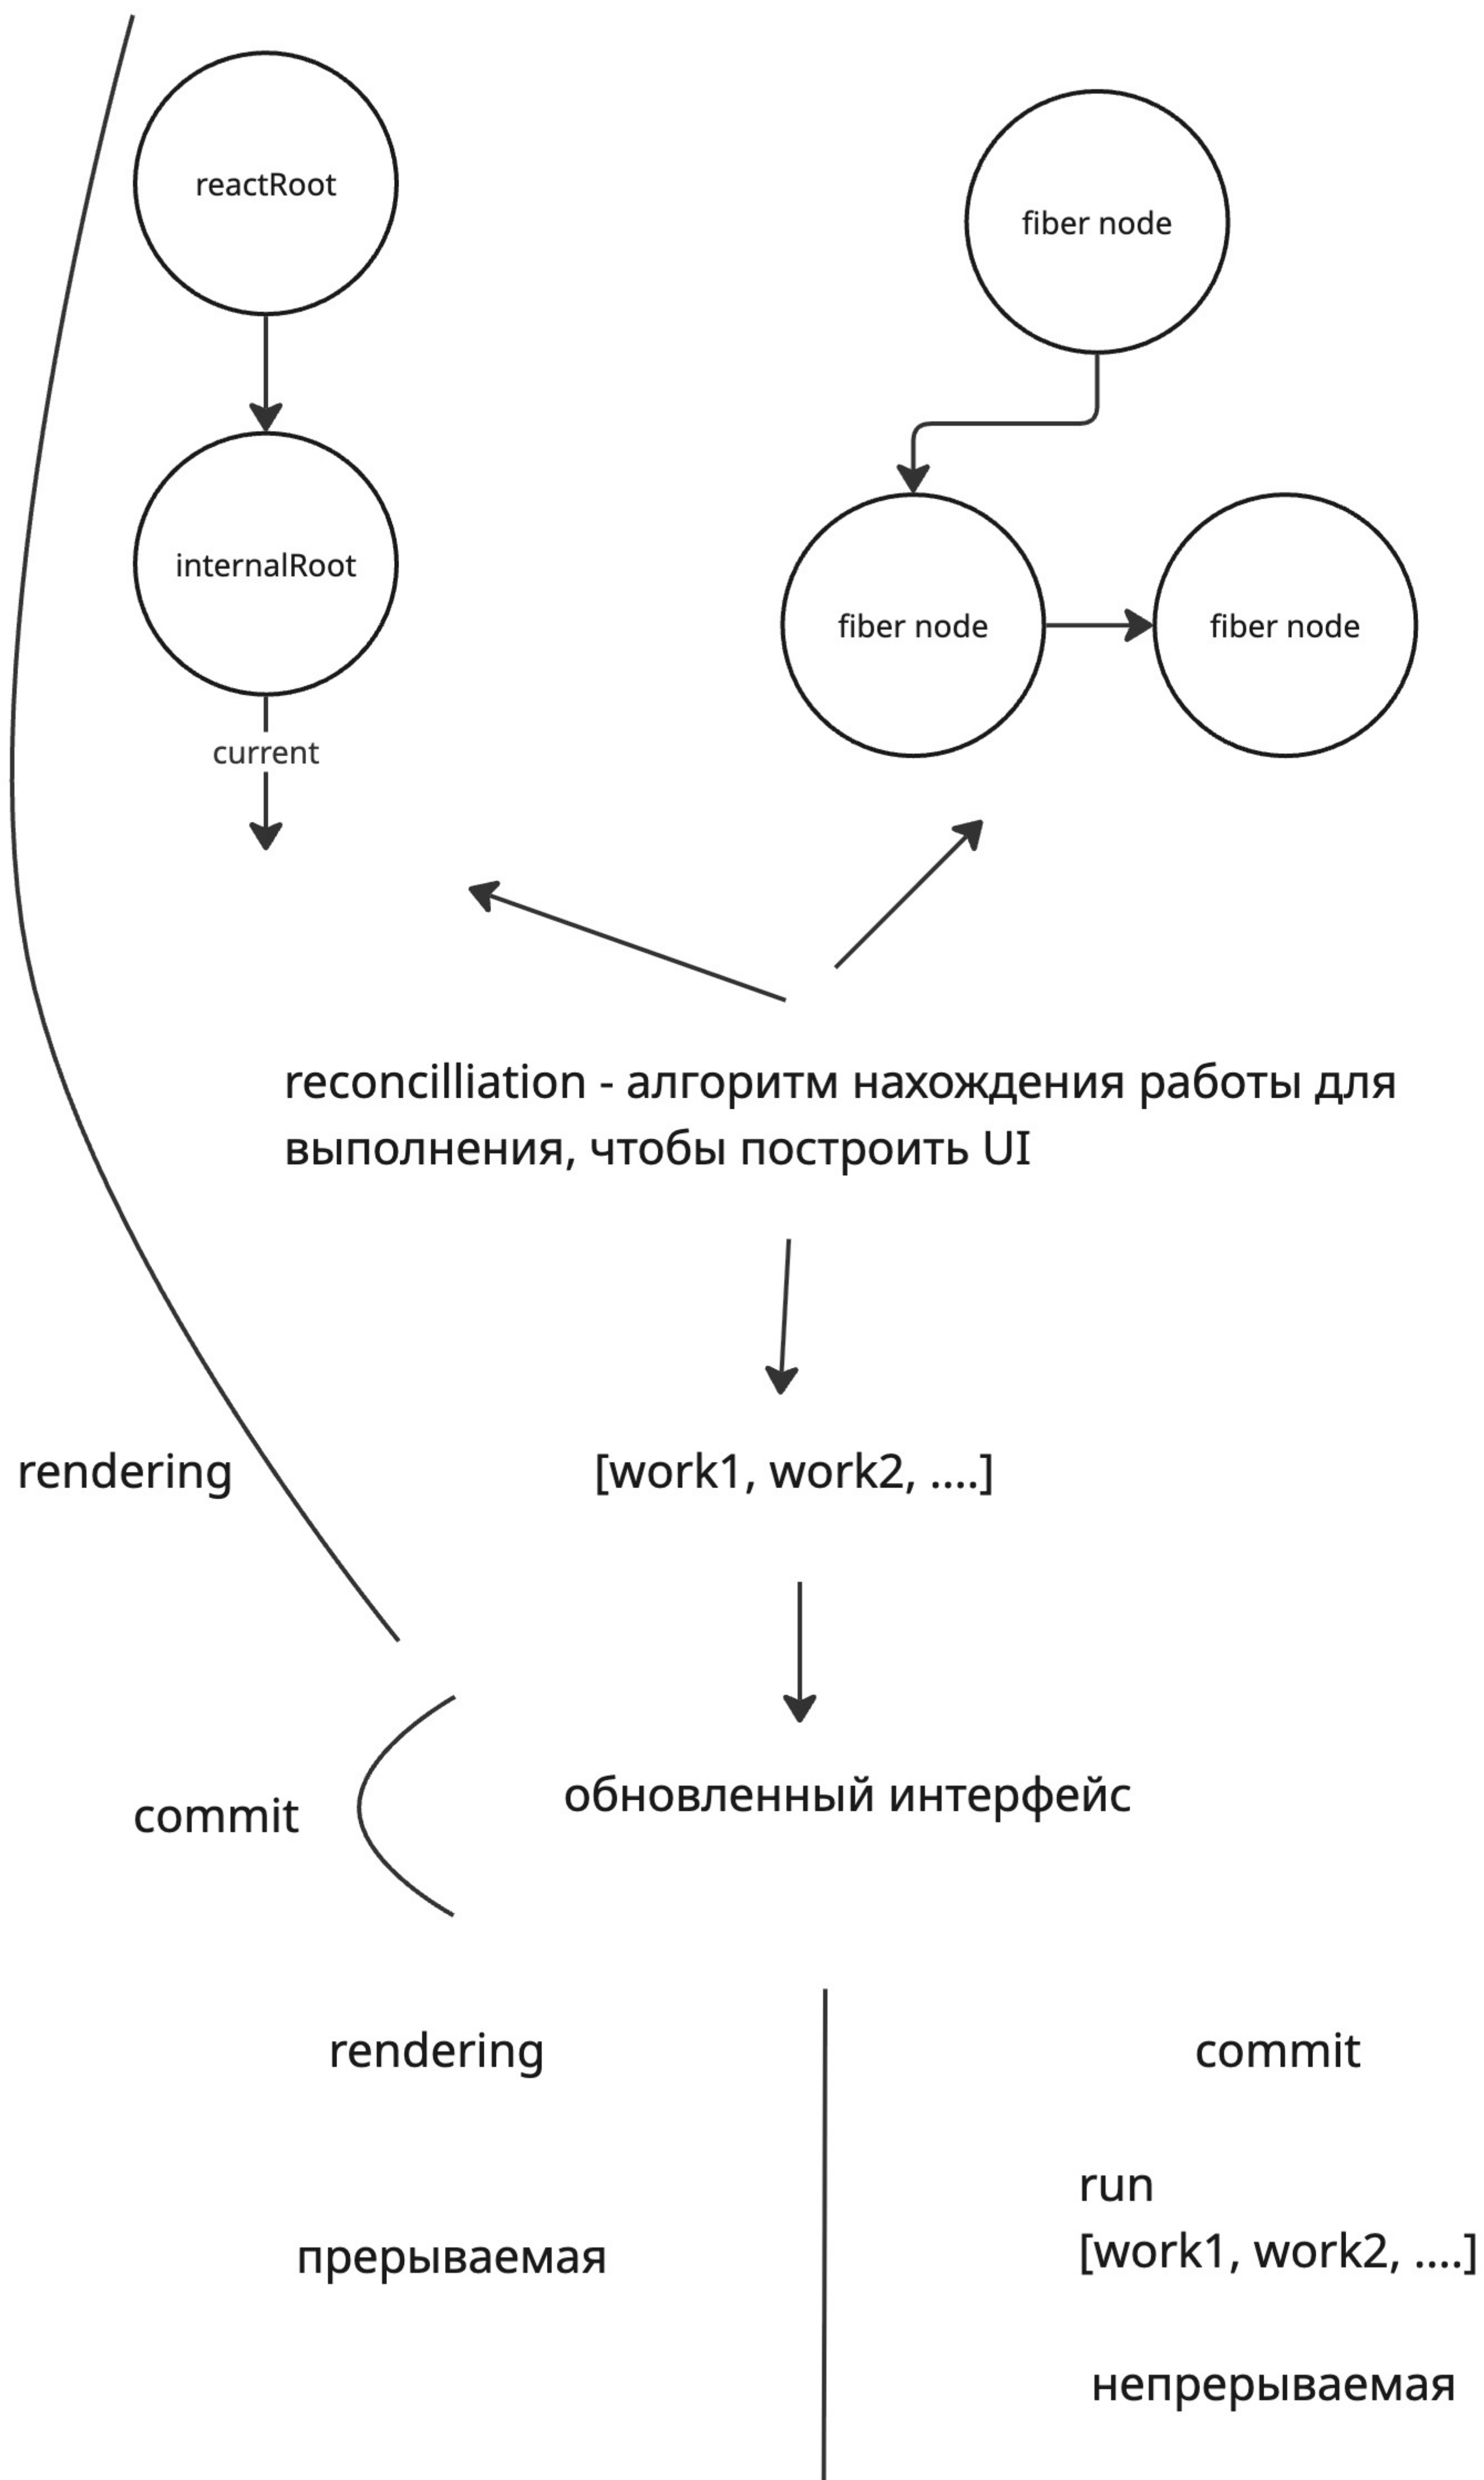 reactRoot
fiber node
internalRoot
fiber node
fiber node
current
reconcilliation - алгоритм нахождения работы для
выполнения, чтобы построить UI
rendering
[work1, work2, ....]
commit
обновленный интерфейс
rendering
commit
прерываемая
run
[work1, work2, ....]
непрерываемая